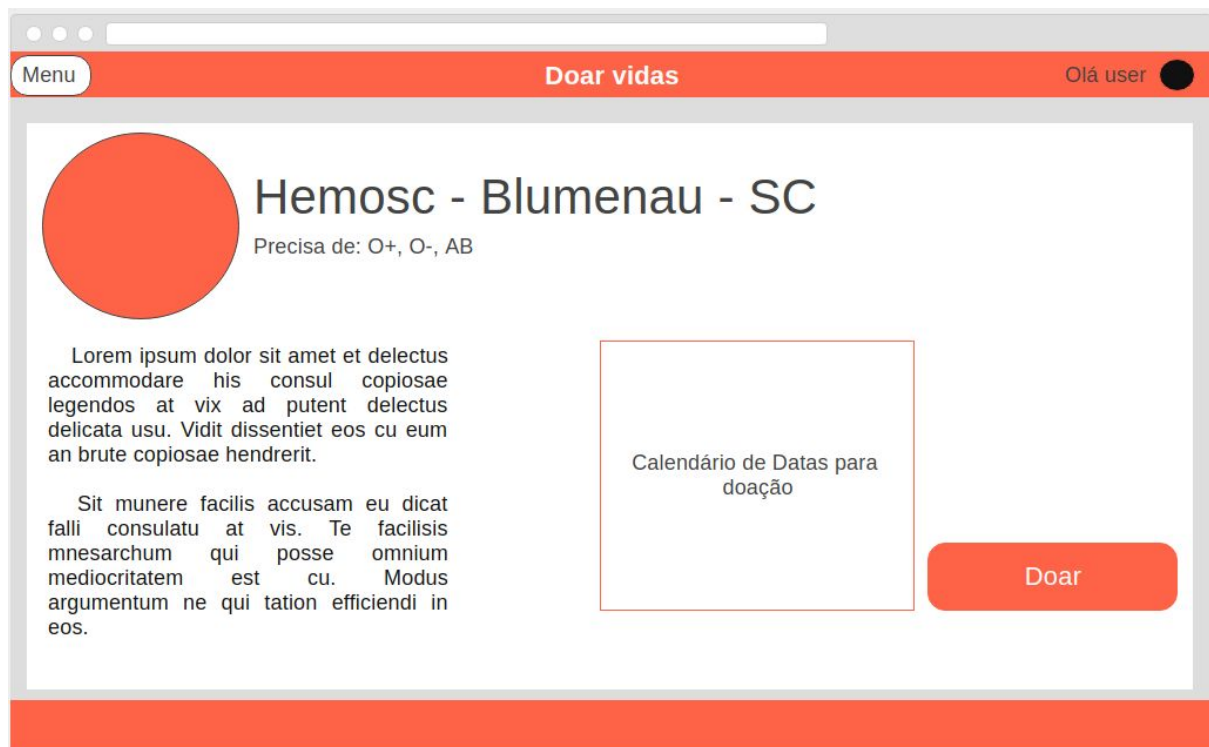 Menu
Doar vidas
Olá user
Hemosc - Blumenau - SC
Precisa de: O+, O-, AB
Lorem ipsum dolor sit amet et delectus
accommodare his consul copiosae
legendos at vix ad putent delectus
delicata usu. Vidit dissentiet eos cu eum
an brute copiosae hendrerit.
Sit munere facilis accusam eu dicat
falli consulatu at vis. Te facilisis
mnesarchum qui posse omnium
mediocritatem est cu. Modus
argumentum ne qui tation efficiendi in
eos.
Calendário de Datas para
doação
Doar